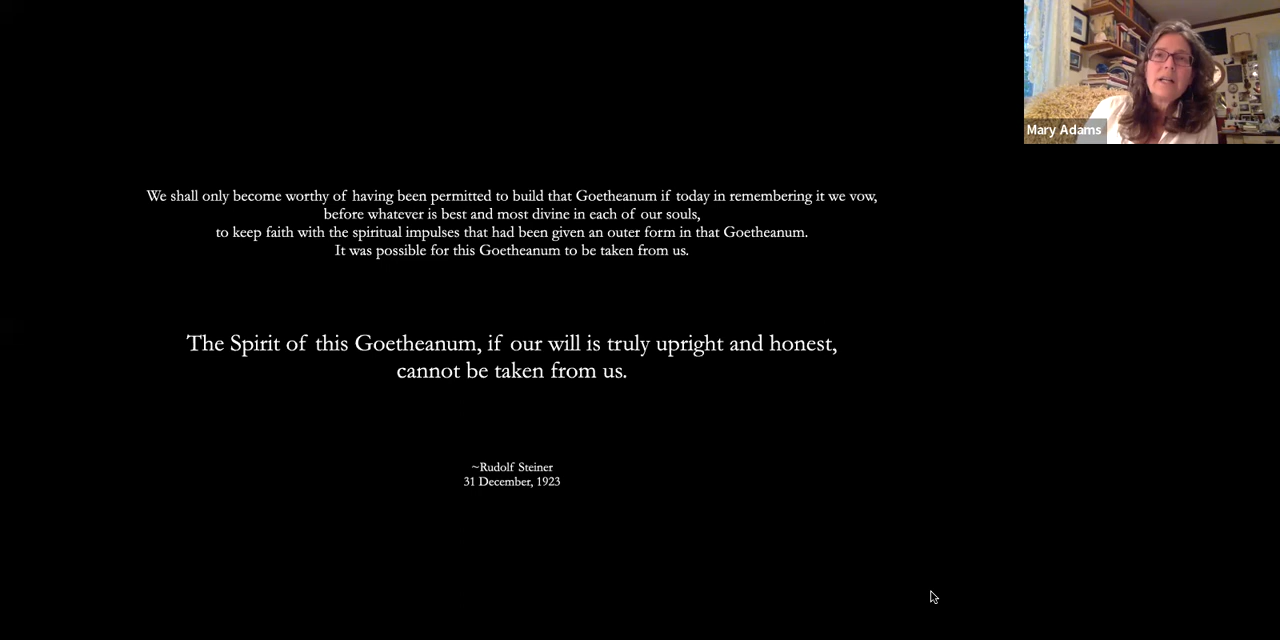 We shall only become worthy of having been permitted to build that Goetheanum if today in remembering it we vow,
before whatever is best and most divine in each of our souls,
to keep faith with the spiritual impulses that had been given an outer form in that Goetheanum.
It was possible for this Goetheanum to be taken from us.
The Spirit of this Goetheanum, if our will is truly upright and honest,
cannot be taken from us.
~Rudolf Steiner
31 December, 1923
Mary Adams